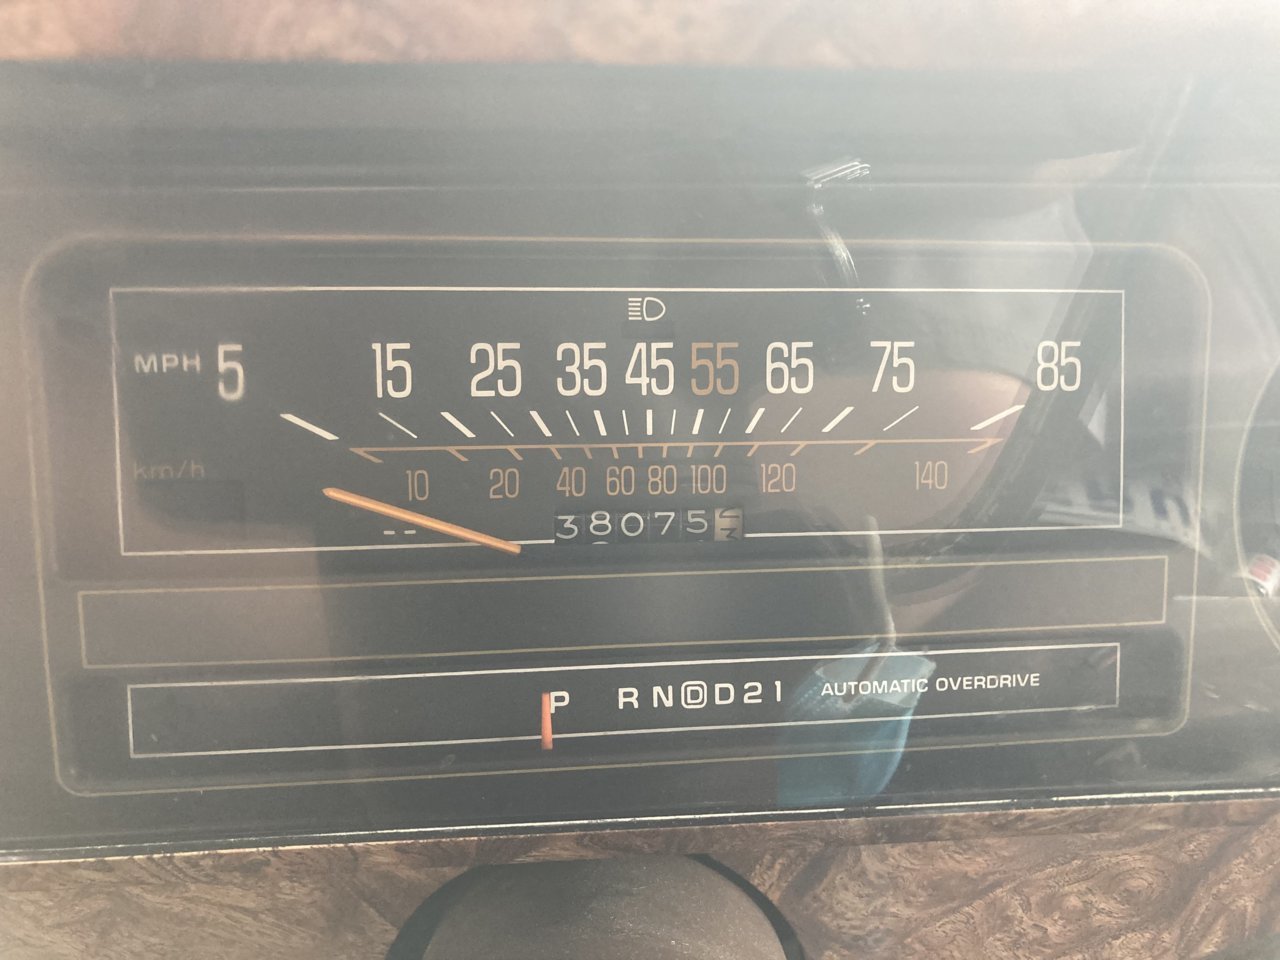 MPH 5 15 25 35 45 55 65 75 85
km/h 10 20 40 60 80 100 120 140
38075
P R N D D 2 1 AUTOMATIC OVERDRIVE